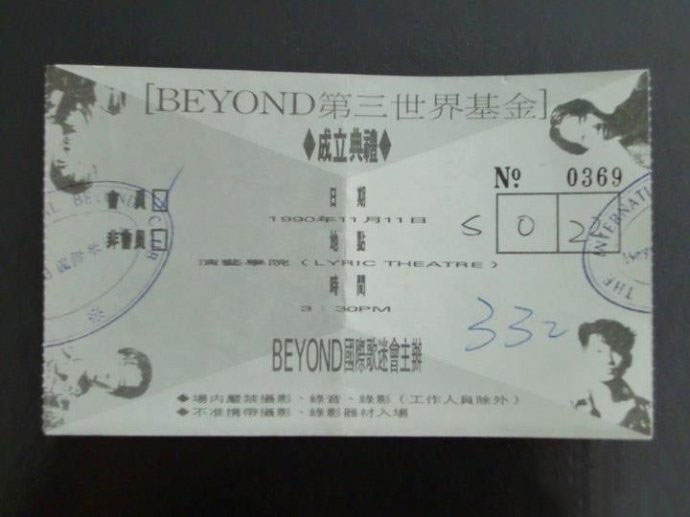 [BEYOND第三世界基金]
◆成立典禮◆
Nº 0369
會員
日期
1990年11月11日
S 0 22
非會員
地點
演藝學院（LYRIC THEATRE）
時間
3：30PM
332
BEYOND國際歌迷會主辦
◆場內嚴禁攝影、錄音、錄影（工作人員除外）
◆不准携帶攝影、錄影器材入場
THE INTERNATI